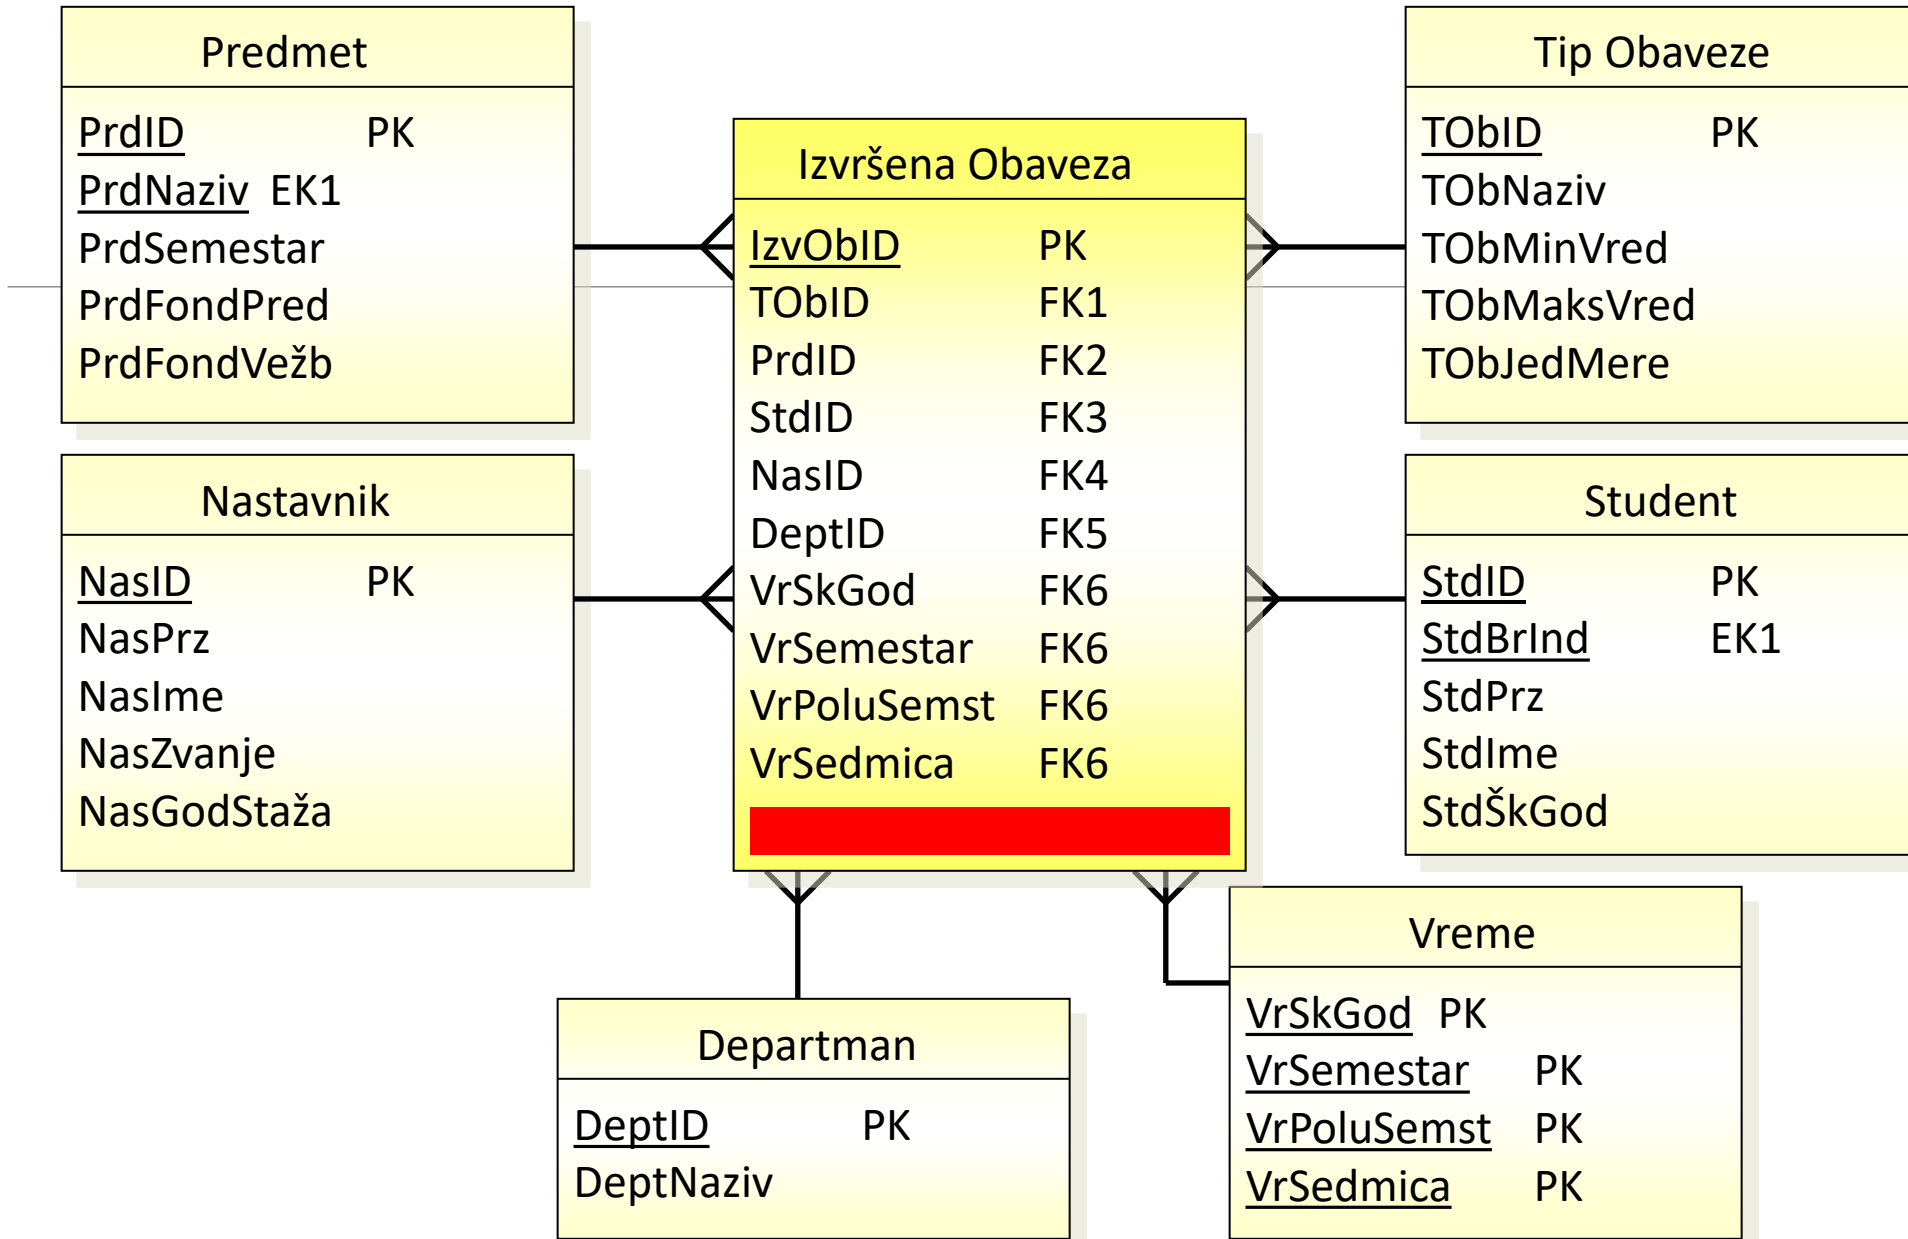 Predmet
PrdID PK
PrdNaziv EK1
PrdSemestar
PrdFondPred
PrdFondVežb
Izvršena Obaveza
IzvObID PK
TObID FK1
PrdID FK2
StdID FK3
NasID FK4
DeptID FK5
VrSkGod FK6
VrSemestar FK6
VrPoluSemst FK6
VrSedmica FK6
Tip Obaveze
TObID PK
TObNaziv
TObMinVred
TObMaksVred
TObJedMere
Nastavnik
NasID PK
NasPrz
NasIme
NasZvanje
NasGodStaža
Student
StdID PK
StdBrInd EK1
StdPrz
StdIme
StdŠkGod
Departman
DeptID PK
DeptNaziv
Vreme
VrSkGod PK
VrSemestar PK
VrPoluSemst PK
VrSedmica PK